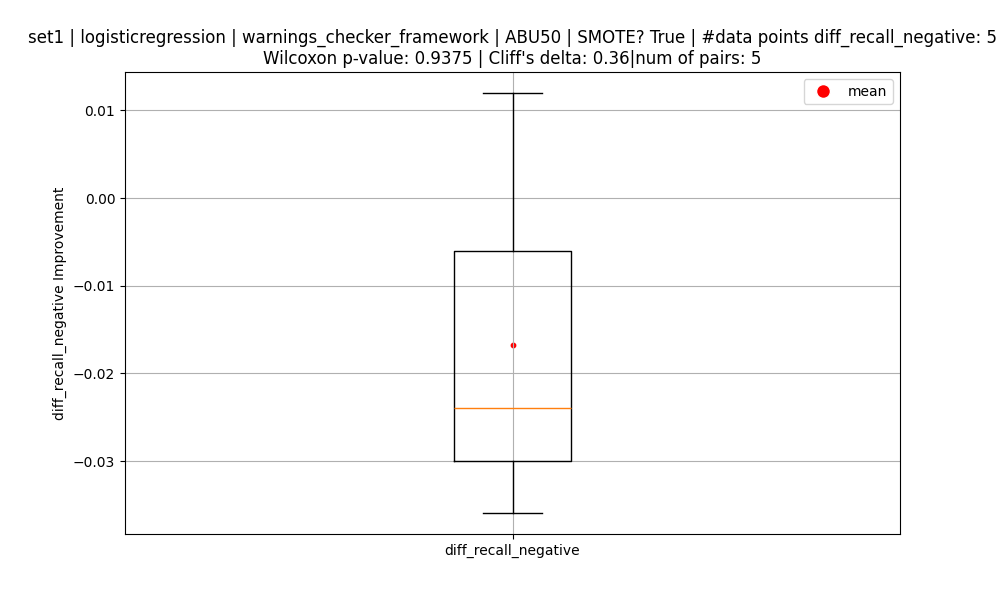 set1 | logisticregression | warnings_checker_framework | ABU50 | SMOTE? True | #data points diff_recall_negative: 5
Wilcoxon p-value: 0.9375 | Cliff's delta: 0.36|num of pairs: 5
mean
0.01
0.00
−0.01
−0.02
−0.03
diff_recall_negative Improvement
diff_recall_negative